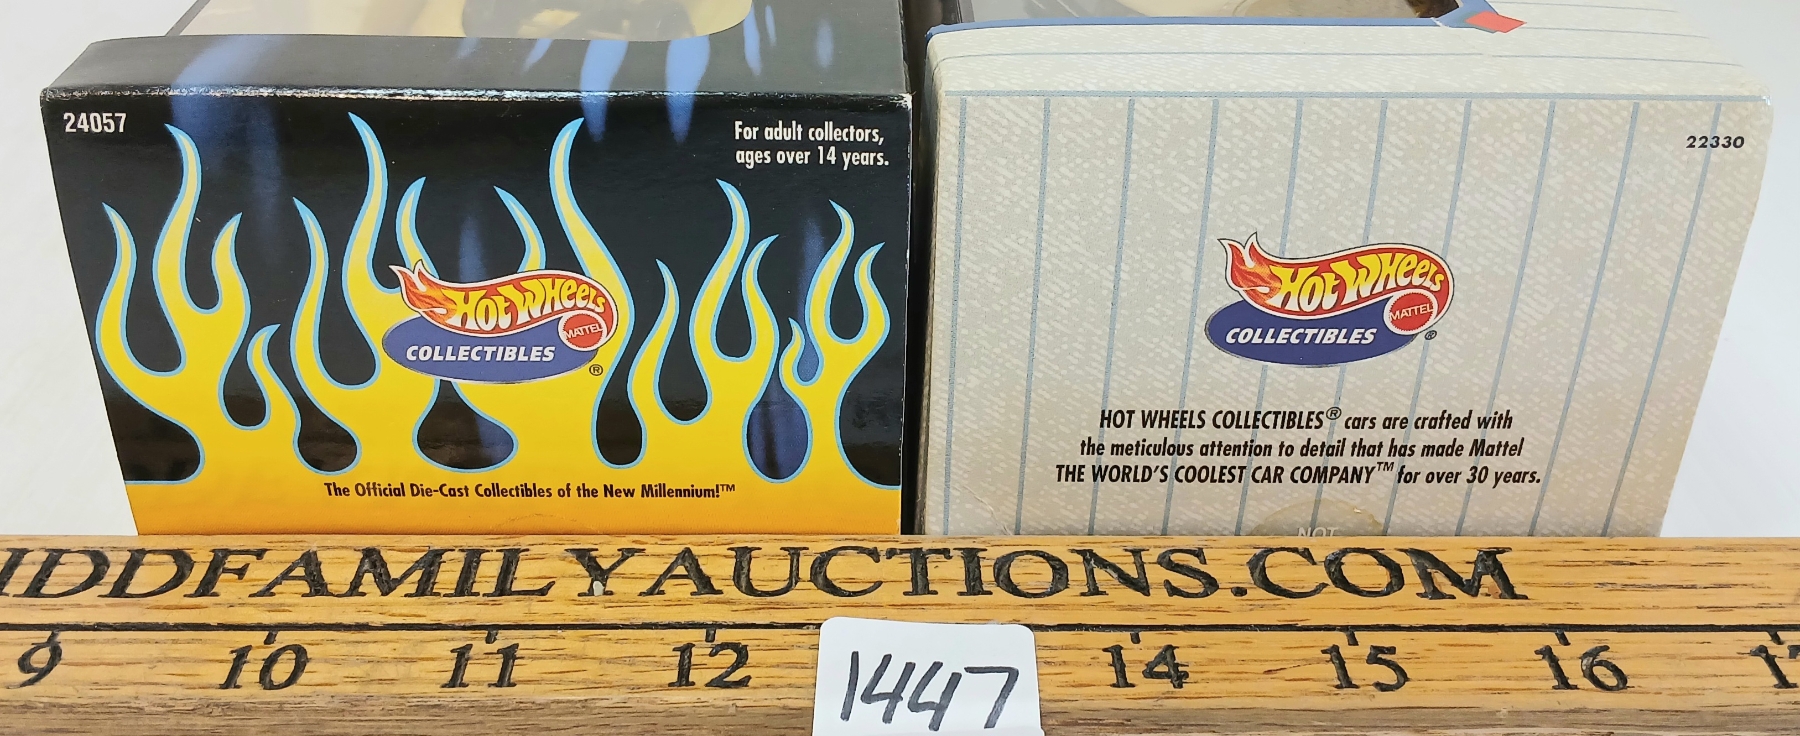 24057
For adult collectors,
ages over 14 years.
HOT WHEELS
MATTEL
COLLECTIBLES
®
The Official Die-Cast Collectibles of the New Millennium!™
22330
HOT WHEELS
MATTEL
COLLECTIBLES
®
HOT WHEELS COLLECTIBLES® cars are crafted with
the meticulous attention to detail that has made Mattel
THE WORLD'S COOLEST CAR COMPANY™ for over 30 years.
NOT
IDDFAMILYAUCTIONS.COM
9 10 11 12 14 15 16
1447